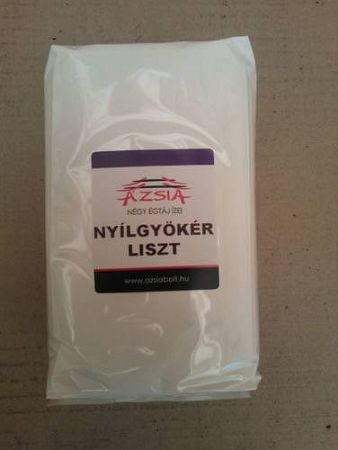 ÁZSIA
NÉGY ÉGTÁJ ÍZEI
NYÍLGYÖKÉR
LISZT
www.azsiabolt.hu